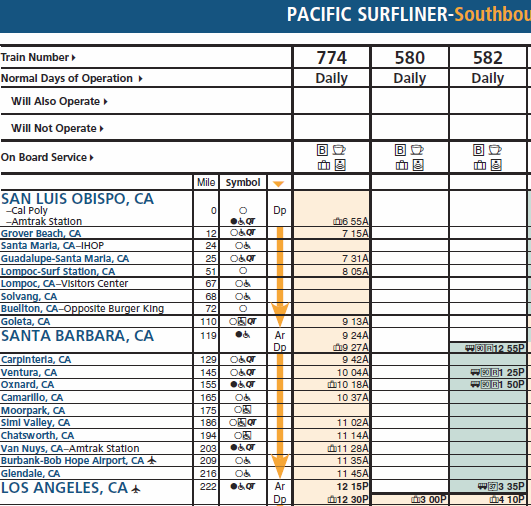 PACIFIC SURFLINER-Southbou
Train Number 774 580 582
Normal Days of Operation Daily Daily Daily
Will Also Operate
Will Not Operate
On Board Service B B B
Mile Symbol
SAN LUIS OBISPO, CA
–Cal Poly 0 Dp
–Amtrak Station QT 6 55A
Grover Beach, CA 12 QT 7 15A
Santa Maria, CA–IHOP 24
Guadalupe-Santa Maria, CA 25 QT 7 31A
Lompoc-Surf Station, CA 51 8 05A
Lompoc, CA–Visitors Center 67
Solvang, CA 68
Buellton, CA–Opposite Burger King 72
Goleta, CA 110 QT 9 13A
SANTA BARBARA, CA 119 Ar 9 24A
Dp 9 27A 90 R 12 55P
Carpinteria, CA 129 QT 9 42A
Ventura, CA 145 QT 10 04A 90 R 1 25P
Oxnard, CA 155 QT 10 18A 90 R 1 50P
Camarillo, CA 165 10 37A
Moorpark, CA 175
Simi Valley, CA 186 QT 11 02A
Chatsworth, CA 194 11 14A
Van Nuys, CA–Amtrak Station 203 QT 11 28A
Burbank-Bob Hope Airport, CA 209 11 35A
Glendale, CA 216 11 45A
LOS ANGELES, CA 222 QT Ar 12 15P 3 35P
Dp 12 30P 3 00P 4 10P